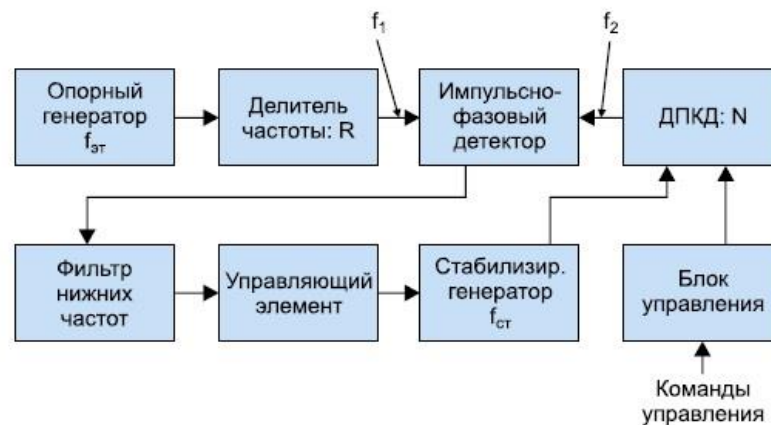 f₁
f₂
Опорный
генератор
fэт
Делитель
частоты: R
Импульсно-
фазовый
детектор
ДПКД: N
Фильтр
нижних
частот
Управляющий
элемент
Стабилизир.
генератор
fст
Блок
управления
Команды
управления